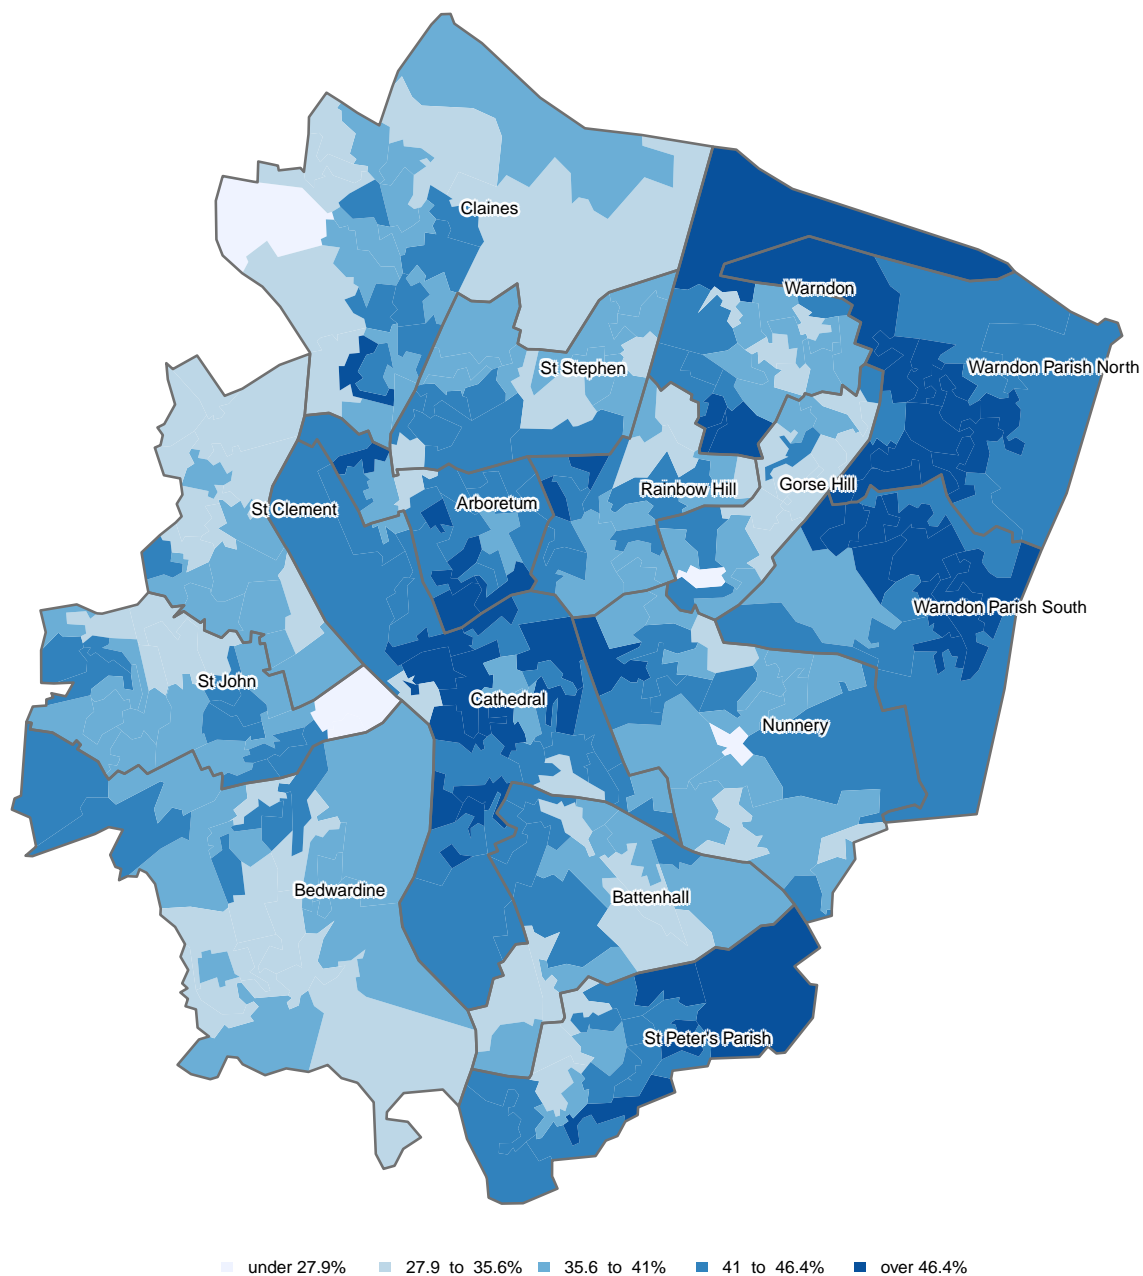 Claines
Warndon
Warndon Parish North
St Stephen
Gorse Hill
Rainbow Hill
Arboretum
St Clement
Warndon Parish South
St John
Cathedral
Nunnery
Bedwardine
Battenhall
St Peter's Parish
under 27.9% 27.9 to 35.6% 35.6 to 41% 41 to 46.4% over 46.4%